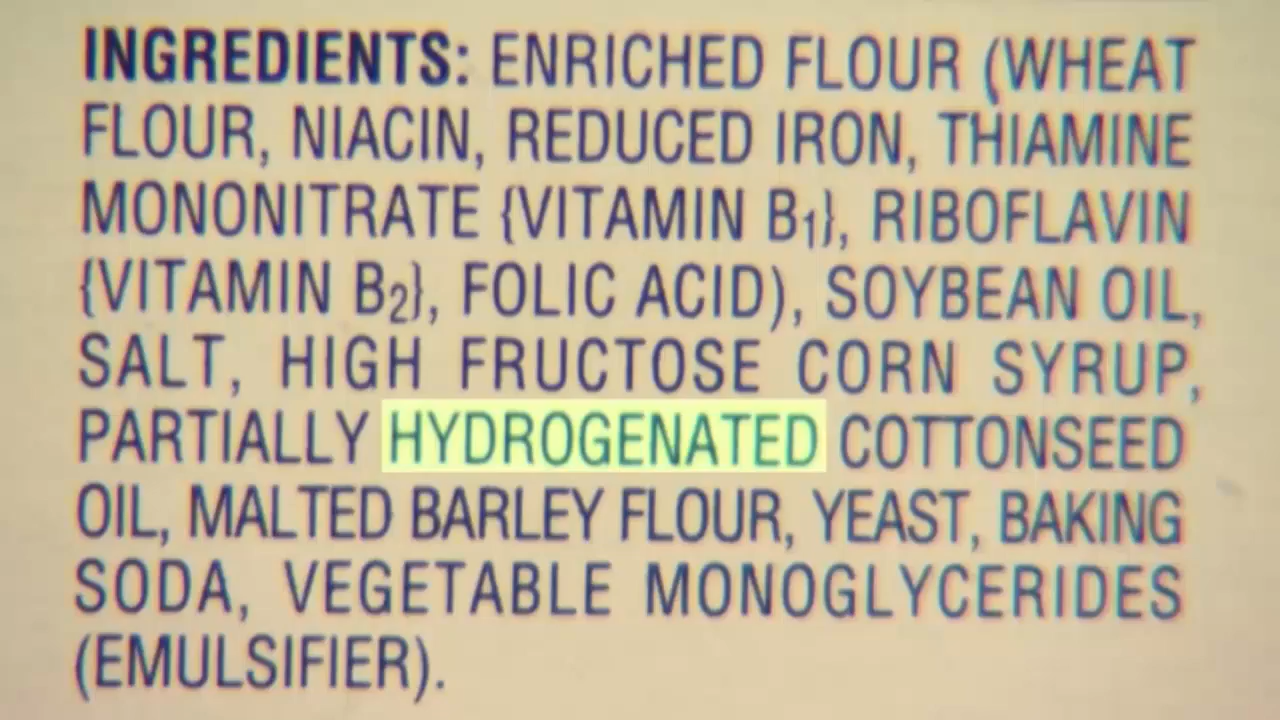 INGREDIENTS: ENRICHED FLOUR (WHEAT
FLOUR, NIACIN, REDUCED IRON, THIAMINE
MONONITRATE {VITAMIN B₁}, RIBOFLAVIN
{VITAMIN B₂}, FOLIC ACID), SOYBEAN OIL,
SALT, HIGH FRUCTOSE CORN SYRUP,
PARTIALLY HYDROGENATED COTTONSEED
OIL, MALTED BARLEY FLOUR, YEAST, BAKING
SODA, VEGETABLE MONOGLYCERIDES
(EMULSIFIER).